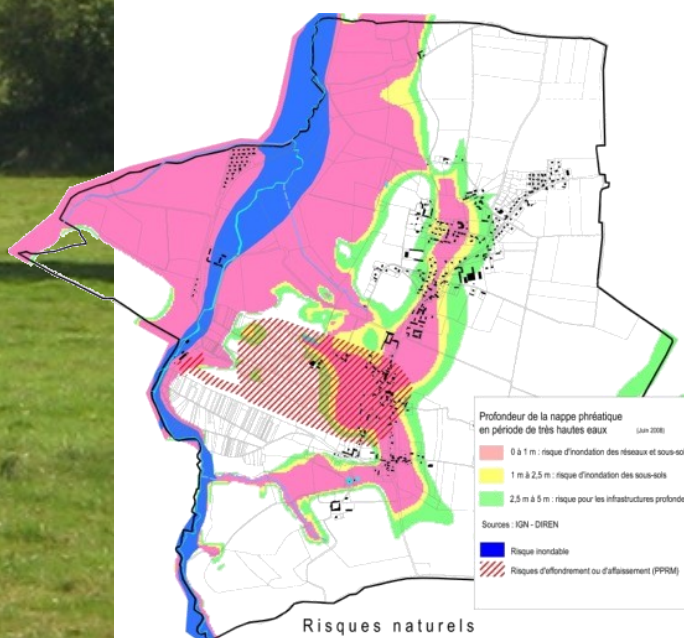 Profondeur de la nappe phréatique
en période de très hautes eaux (Juin 2008)
0 à 1 m : risque d'inondation des réseaux et sous-sol
1 m à 2,5 m : risque d'inondation des sous-sols
2,5 m à 5 m : risque pour les infrastructures profonde
Sources : IGN - DIREN
Risque inondable
Risques d'effondrement ou d'affaissement (PPRM)
Risques naturels